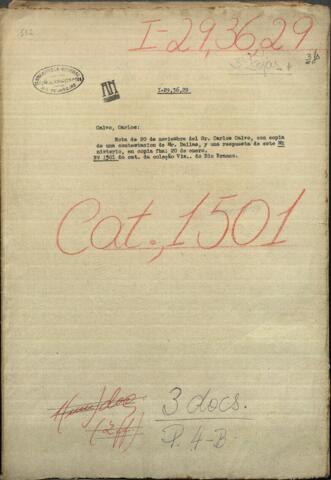 I-29,36,29
I-29,36,29
Calvo, Carlos:
Nota de 20 de noviembre del Sr. Carlos Calvo, con copia
de una contestacion de Mr. Dallas, y una respuesta de este Mi
nisterio, en copia fha: 20 de enero.
Nº 1501 do cat. da coleção Vis.. do Rio Branco.
Cat., 1501
doc
3 docs.
P. 4-B